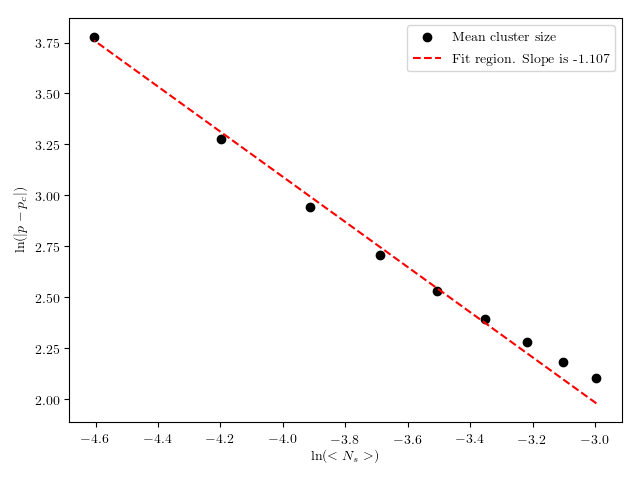 Mean cluster size
Fit region. Slope is -1.107
3.75
3.50
3.25
3.00
2.75
2.50
2.25
2.00
ln(|p − p_c|)
−4.6 −4.4 −4.2 −4.0 −3.8 −3.6 −3.4 −3.2 −3.0
ln(< N_s >)